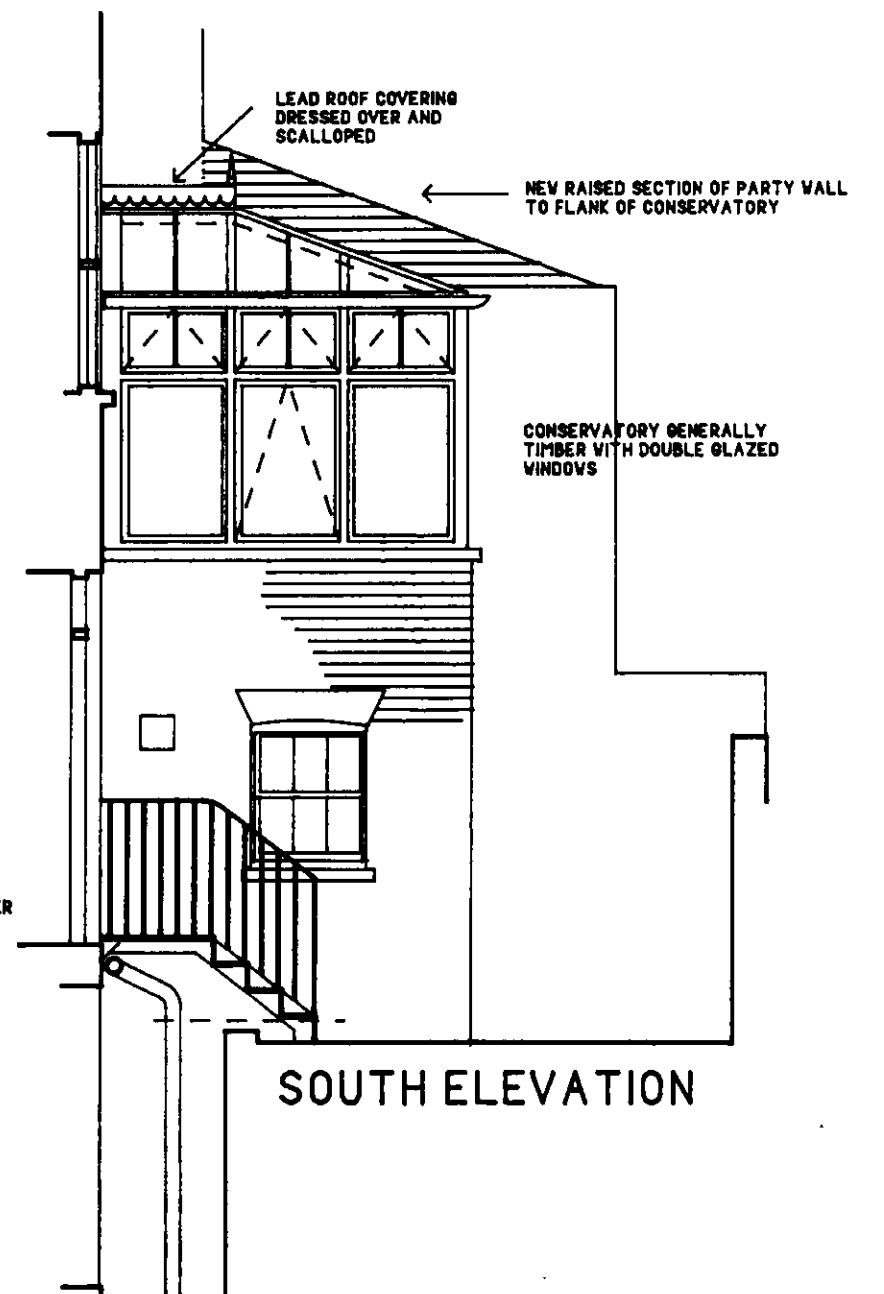 LEAD ROOF COVERING
DRESSED OVER AND
SCALLOPED
NEW RAISED SECTION OF PARTY WALL
TO FLANK OF CONSERVATORY
CONSERVATORY GENERALLY
TIMBER WITH DOUBLE GLAZED
WINDOWS
ER
SOUTH ELEVATION